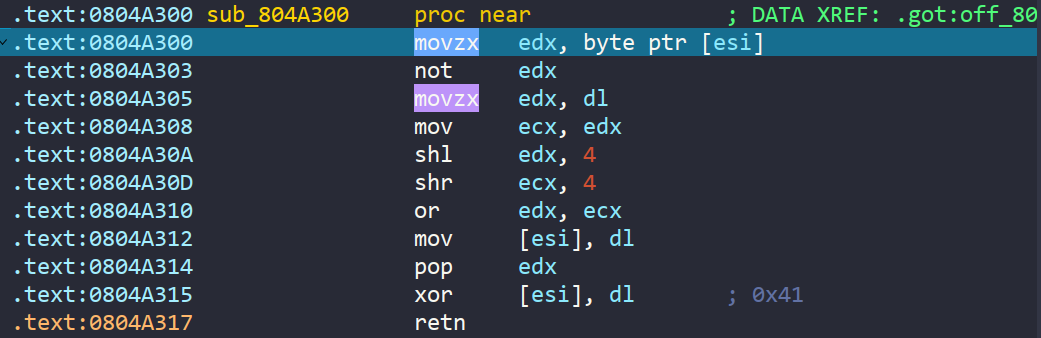 .text:0804A300 sub_804A300 proc near ; DATA XREF: .got:off_80
.text:0804A300 movzx edx, byte ptr [esi]
.text:0804A303 not edx
.text:0804A305 movzx edx, dl
.text:0804A308 mov ecx, edx
.text:0804A30A shl edx, 4
.text:0804A30D shr ecx, 4
.text:0804A310 or edx, ecx
.text:0804A312 mov [esi], dl
.text:0804A314 pop edx
.text:0804A315 xor [esi], dl ; 0x41
.text:0804A317 retn